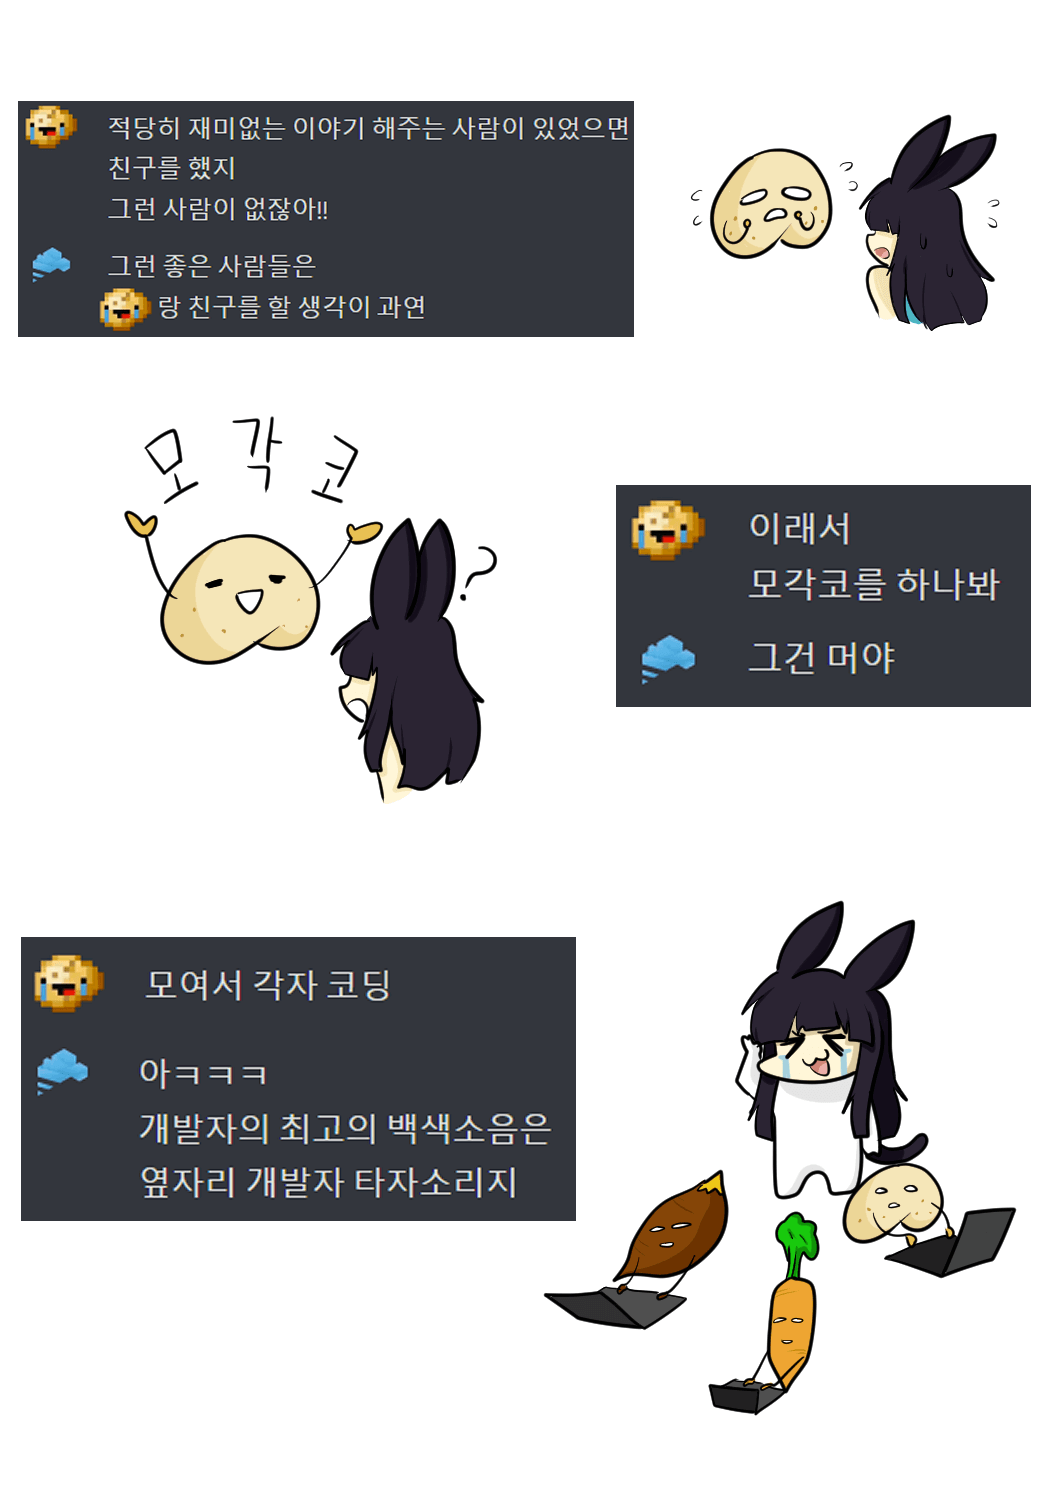 적당히 재미없는 이야기 해주는 사람이 있었으면
친구를 했지
그런 사람이 없잖아!!
그런 좋은 사람들은
랑 친구를 할 생각이 과연
모각코
?
이래서
모각코를 하나봐
그건 머야
모여서 각자 코딩
아ㅋㅋㅋ
개발자의 최고의 백색소음은
옆자리 개발자 타자소리지